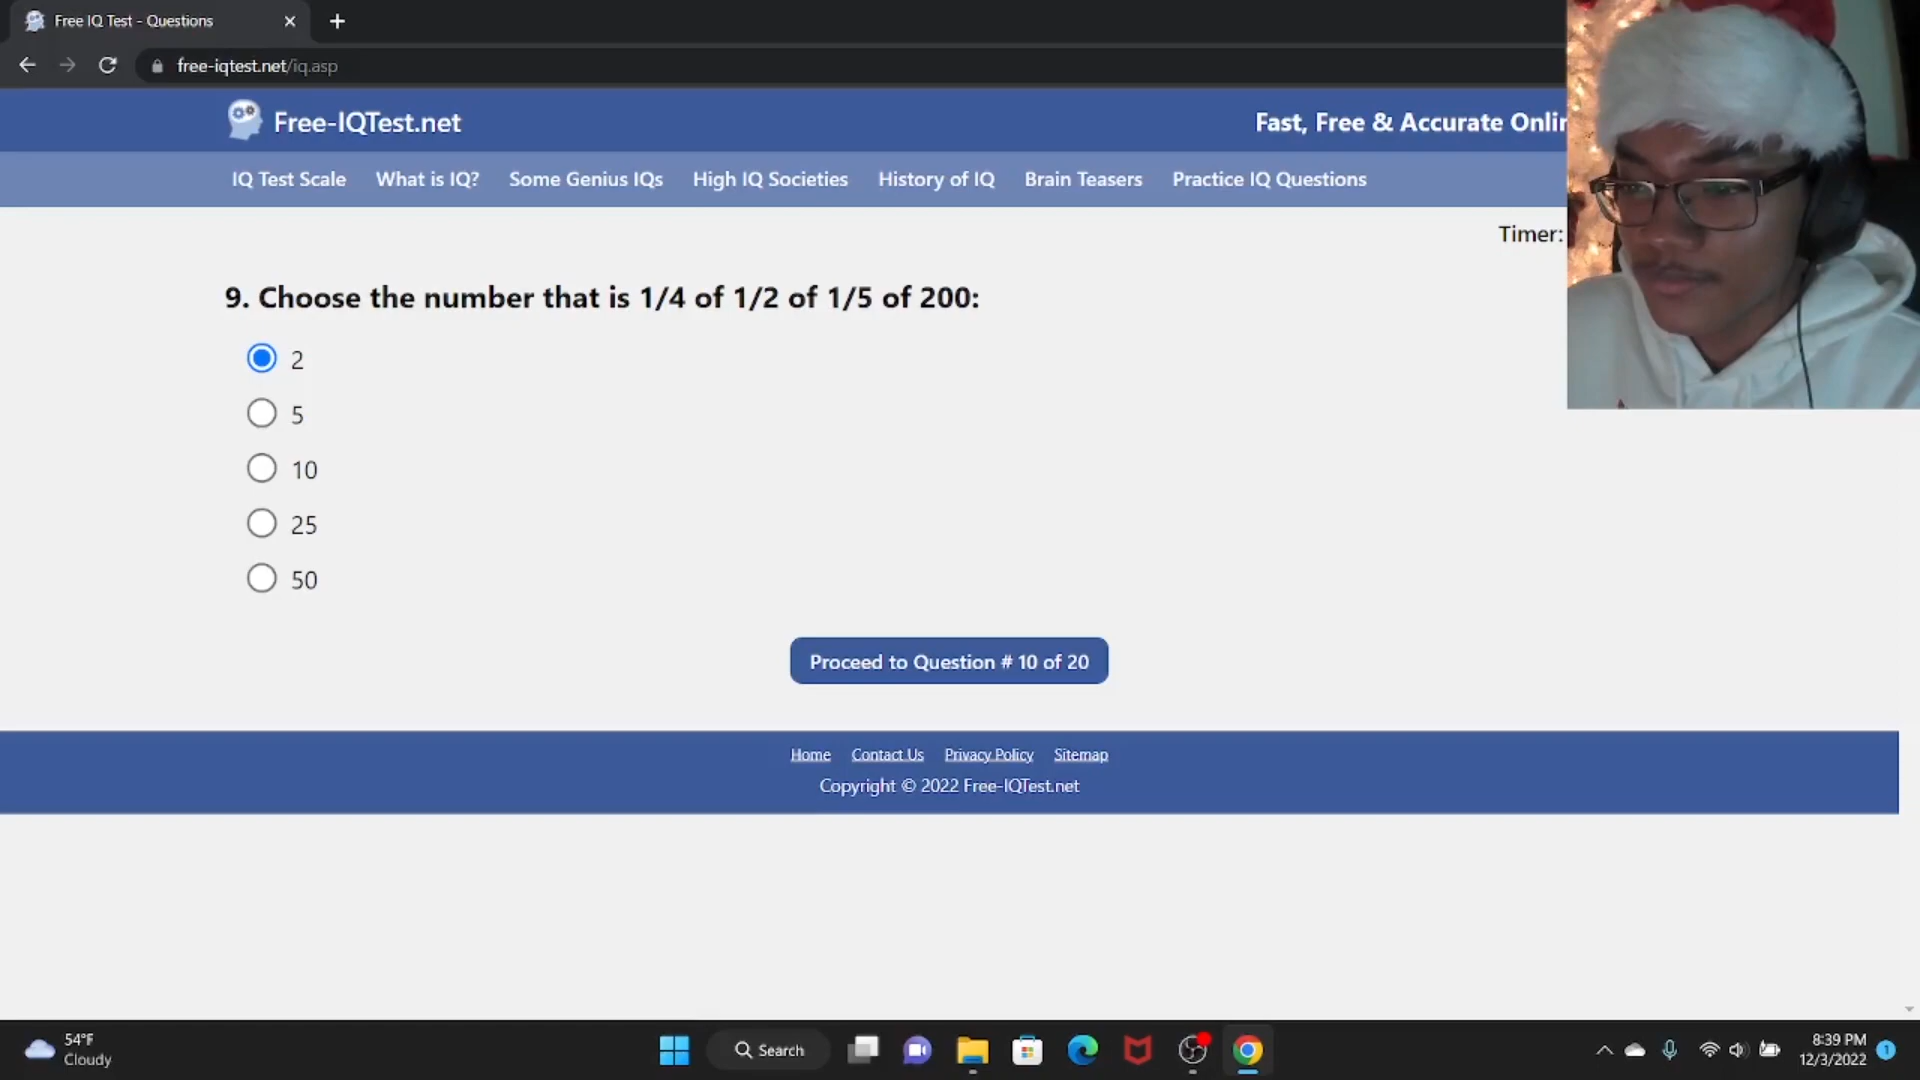 Free IQ Test - Questions
free-iqtest.net/iq.asp
Free-IQTest.net
Fast, Free & Accurate Onlin
IQ Test Scale What is IQ? Some Genius IQs High IQ Societies History of IQ Brain Teasers Practice IQ Questions
Timer:
9. Choose the number that is 1/4 of 1/2 of 1/5 of 200:
2
5
10
25
50
Proceed to Question # 10 of 20
Home Contact Us Privacy Policy Sitemap
Copyright © 2022 Free-IQTest.net
54°F
Cloudy
Search
8:39 PM
12/3/2022
1